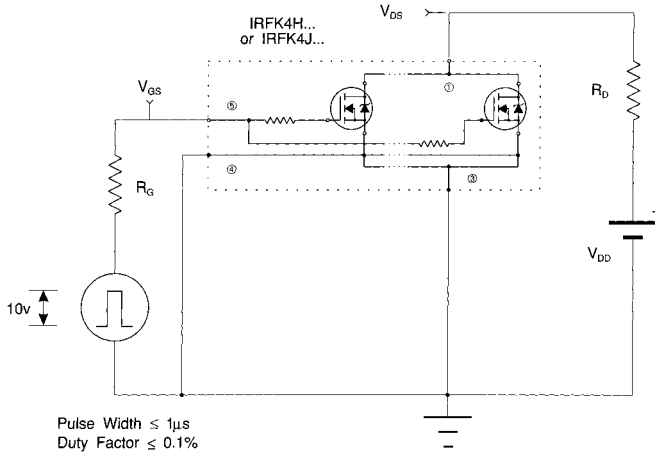 IRFK4H...
or IRFK4J...
VDS
VGS
RD
①
⑤
④
③
RG
VDD
10v
Pulse Width ≤ 1µs
Duty Factor ≤ 0.1%